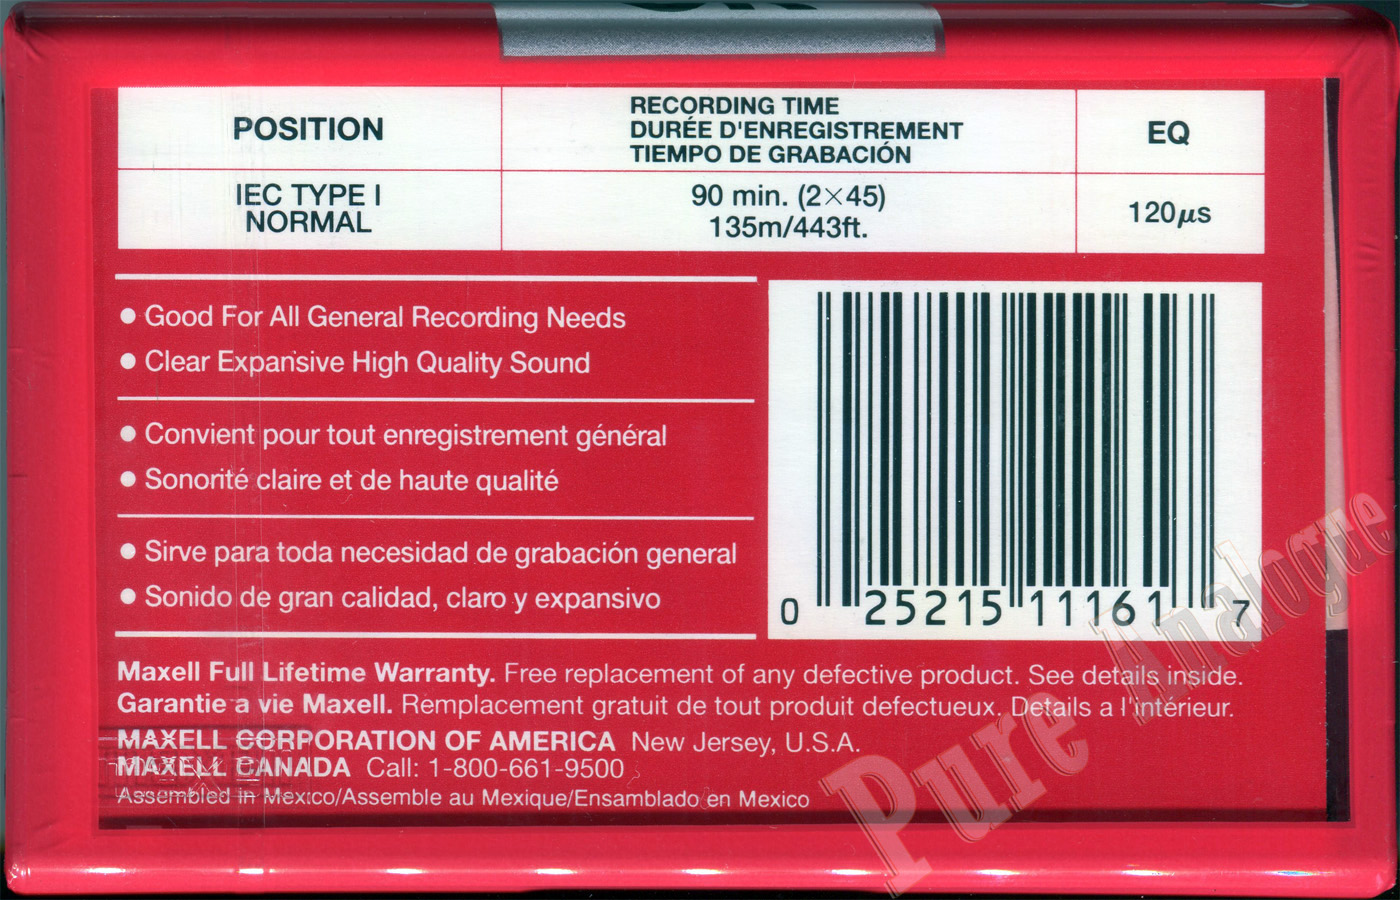 POSITION
RECORDING TIME
DURÉE D'ENREGISTREMENT
TIEMPO DE GRABACIÓN
EQ
IEC TYPE I
NORMAL
90 min. (2×45)
135m/443ft.
120µs
● Good For All General Recording Needs
● Clear Expansive High Quality Sound
● Convient pour tout enregistrement général
● Sonorité claire et de haute qualité
● Sirve para toda necesidad de grabación general
● Sonido de gran calidad, claro y expansivo
0 25215 11161 7
Maxell Full Lifetime Warranty. Free replacement of any defective product. See details inside.
Garantie a vie Maxell. Remplacement gratuit de tout produit defectueux. Details a l'intérieur.
MAXELL CORPORATION OF AMERICA New Jersey, U.S.A.
MAXELL CANADA Call: 1-800-661-9500
Assembled in Mexico/Assemble au Mexique/Ensamblado en Mexico
Pure Analogue